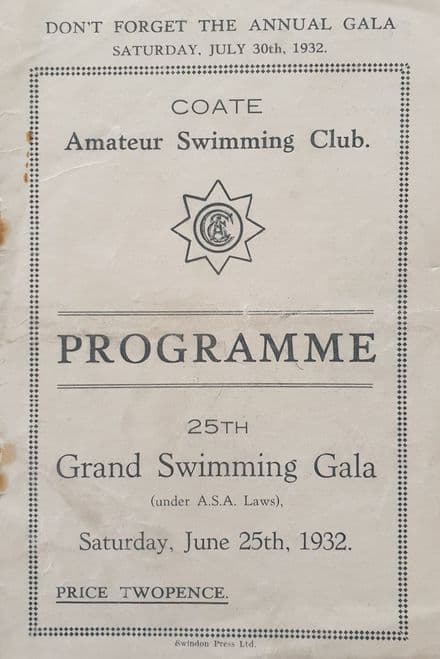 DON'T FORGET THE ANNUAL GALA
SATURDAY, JULY 30th, 1932.
COATE
Amateur Swimming Club.
PROGRAMME
25TH
Grand Swimming Gala
(under A.S.A. Laws),
Saturday, June 25th, 1932.
PRICE TWOPENCE.
Swindon Press Ltd.